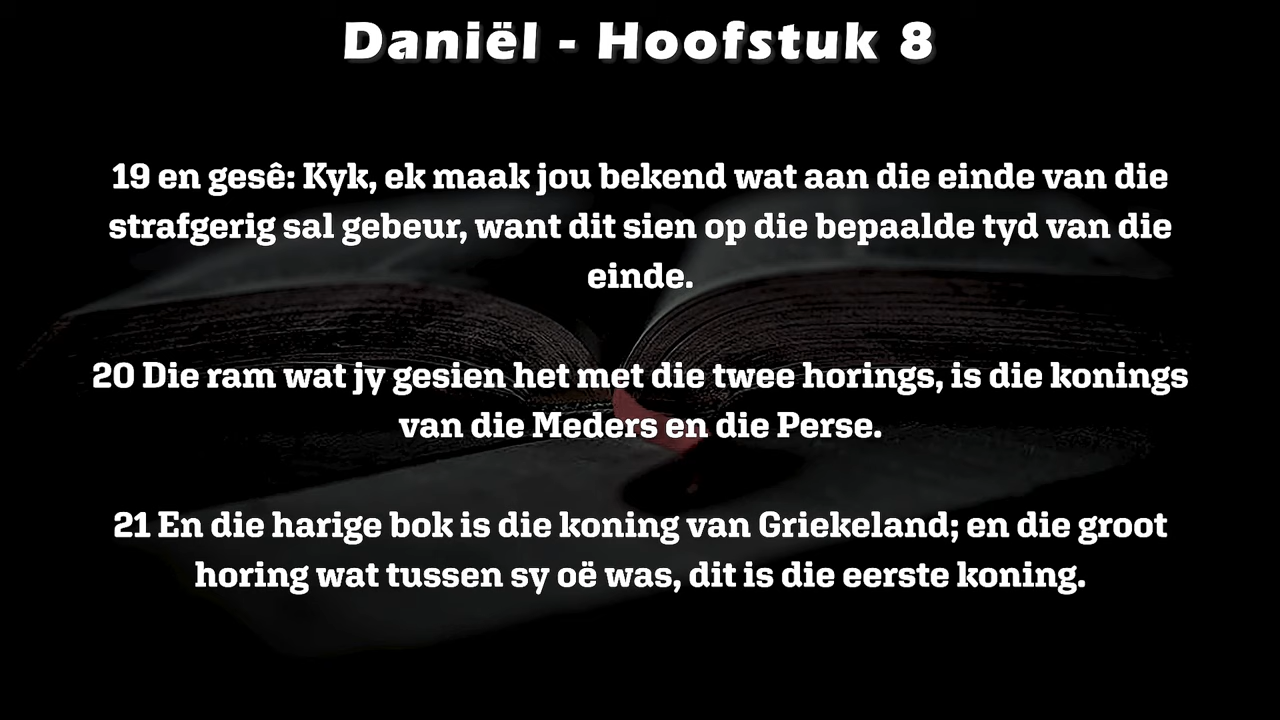 Daniël - Hoofstuk 8
19 en gesê: Kyk, ek maak jou bekend wat aan die einde van die
strafgerig sal gebeur, want dit sien op die bepaalde tyd van die
einde.
20 Die ram wat jy gesien het met die twee horings, is die konings
van die Meders en die Perse.
21 En die harige bok is die koning van Griekeland; en die groot
horing wat tussen sy oë was, dit is die eerste koning.